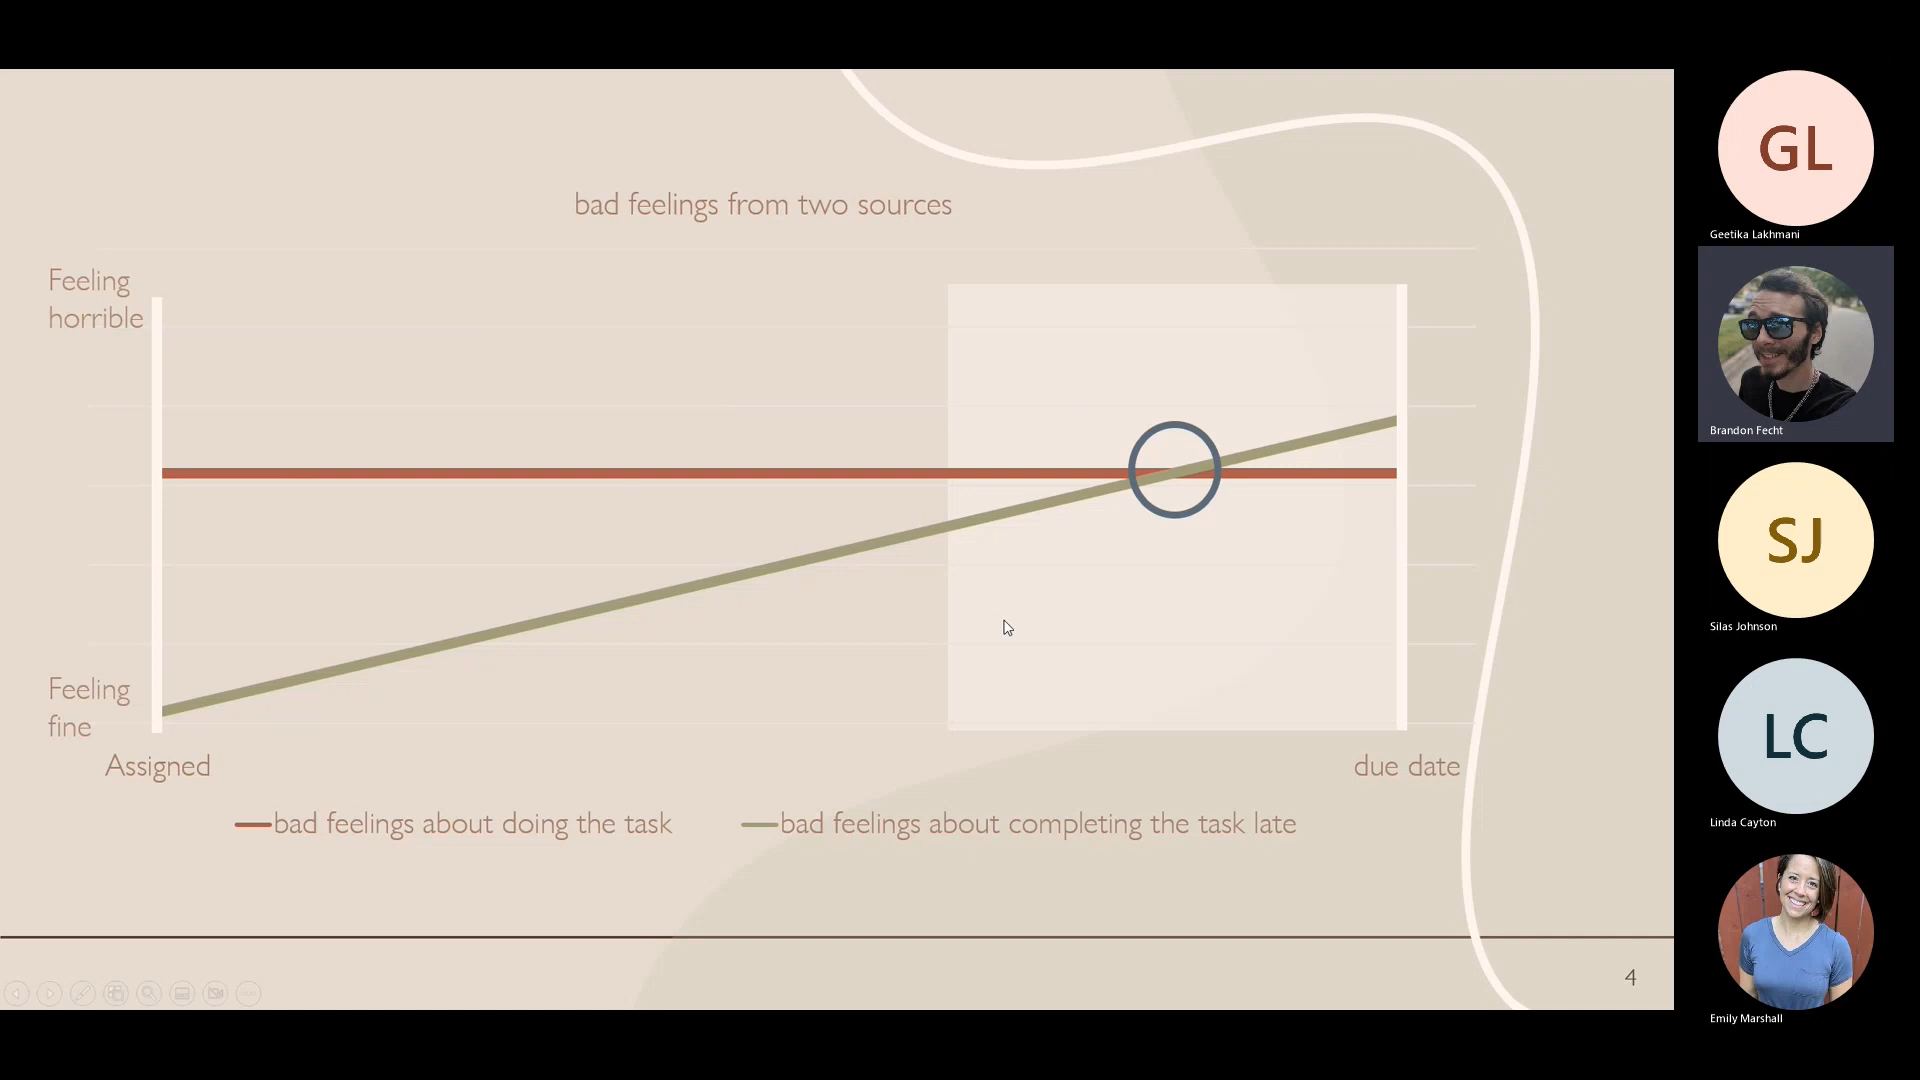 bad feelings from two sources
Feeling
horrible
Feeling
fine
Assigned
due date
bad feelings about doing the task
bad feelings about completing the task late
4
GL
Geetika Lakhmani
Brandon Fecht
SJ
Silas Johnson
LC
Linda Cayton
Emily Marshall